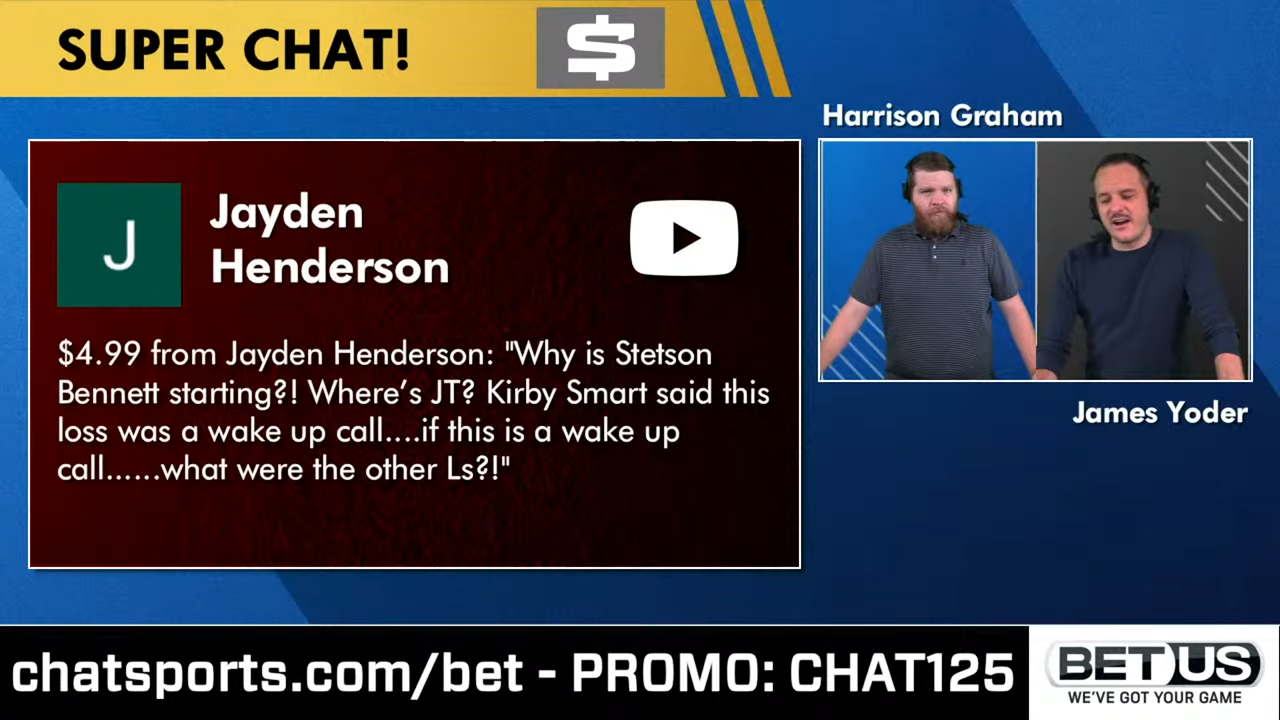 SUPER CHAT!
$
Harrison Graham
J
Jayden
Henderson
$4.99 from Jayden Henderson: "Why is Stetson
Bennett starting?! Where’s JT? Kirby Smart said this
loss was a wake up call....if this is a wake up
call......what were the other Ls?!"
James Yoder
chatsports.com/bet - PROMO: CHAT125
BETUS
WE'VE GOT YOUR GAME